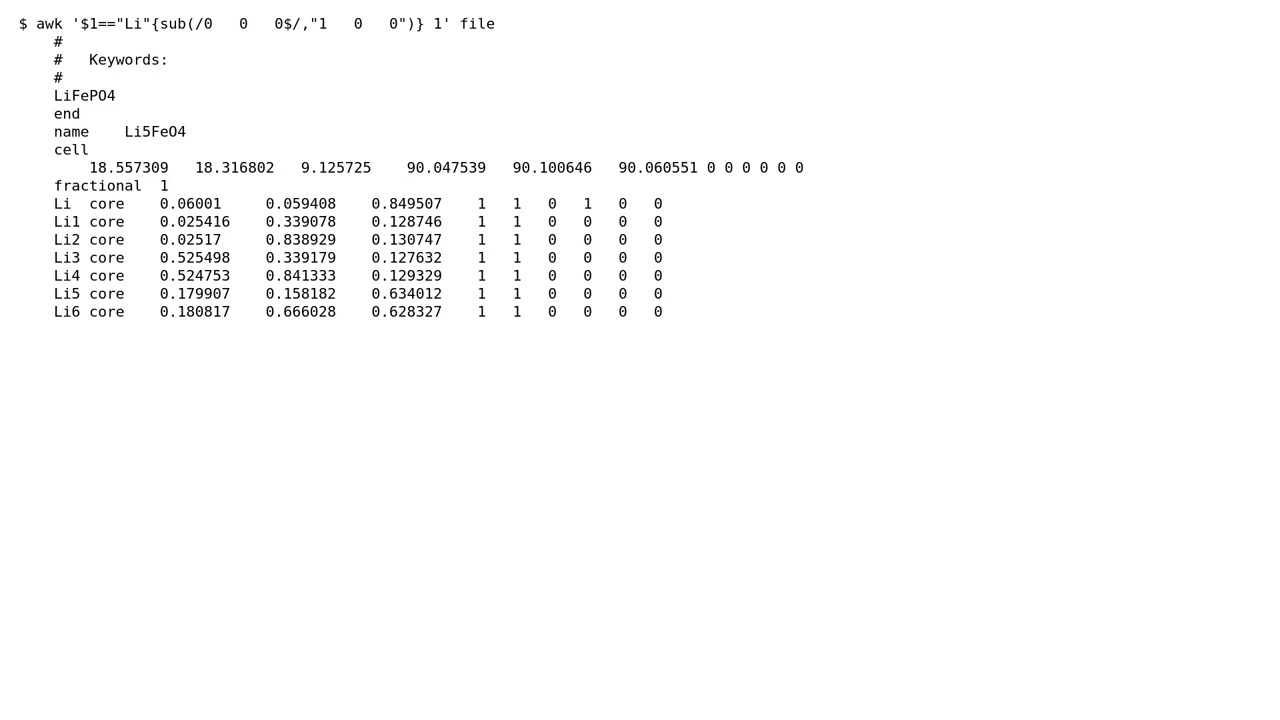 $ awk '$1=="Li"{sub(/0   0   0$/,"1   0   0")} 1' file
    #
    #   Keywords:
    #
    LiFePO4
    end
    name    Li5FeO4
    cell
        18.557309   18.316802   9.125725    90.047539   90.100646   90.060551 0 0 0 0 0 0
    fractional  1
    Li  core    0.06001     0.059408    0.849507    1   1   0   1   0   0
    Li1 core    0.025416    0.339078    0.128746    1   1   0   0   0   0
    Li2 core    0.02517     0.838929    0.130747    1   1   0   0   0   0
    Li3 core    0.525498    0.339179    0.127632    1   1   0   0   0   0
    Li4 core    0.524753    0.841333    0.129329    1   1   0   0   0   0
    Li5 core    0.179907    0.158182    0.634012    1   1   0   0   0   0
    Li6 core    0.180817    0.666028    0.628327    1   1   0   0   0   0